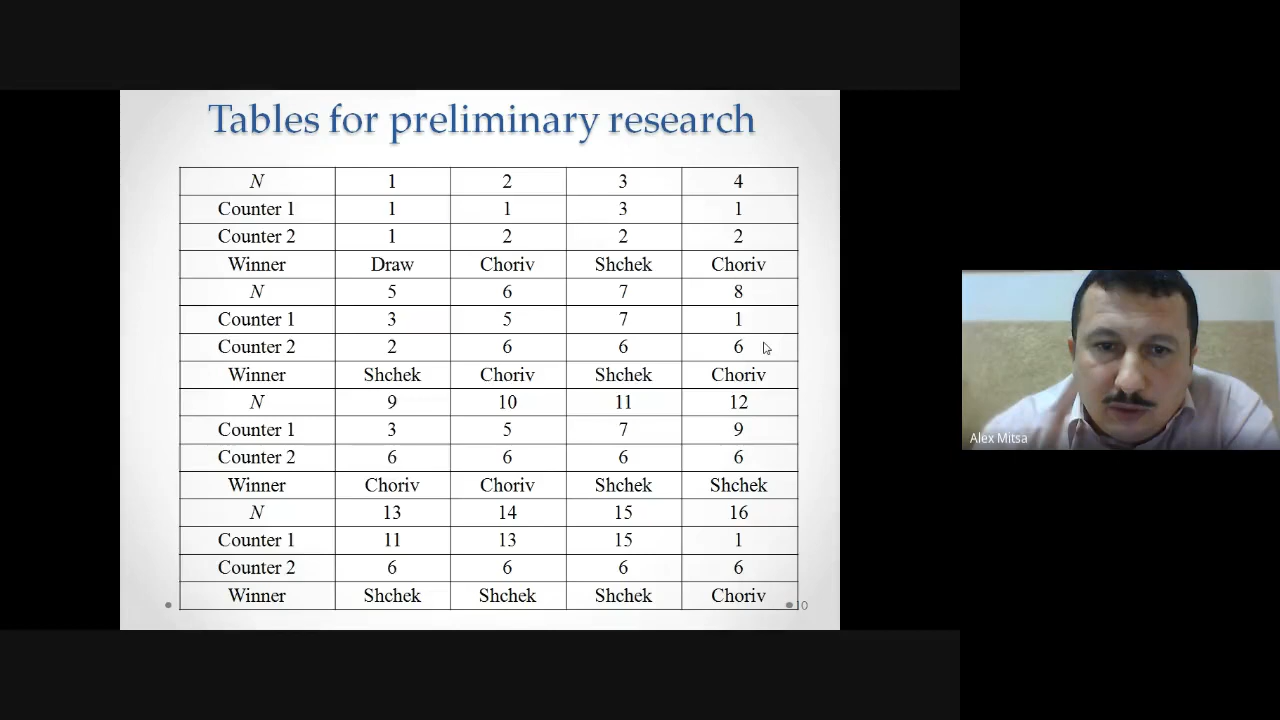 Tables for preliminary research
N 1 2 3 4
Counter 1 1 1 3 1
Counter 2 1 2 2 2
Winner Draw Choriv Shchek Choriv
N 5 6 7 8
Counter 1 3 5 7 1
Counter 2 2 6 6 6
Winner Shchek Choriv Shchek Choriv
N 9 10 11 12
Counter 1 3 5 7 9
Counter 2 6 6 6 6
Winner Choriv Choriv Shchek Shchek
N 13 14 15 16
Counter 1 11 13 15 1
Counter 2 6 6 6 6
Winner Shchek Shchek Shchek Choriv
10
Alex Mitsa